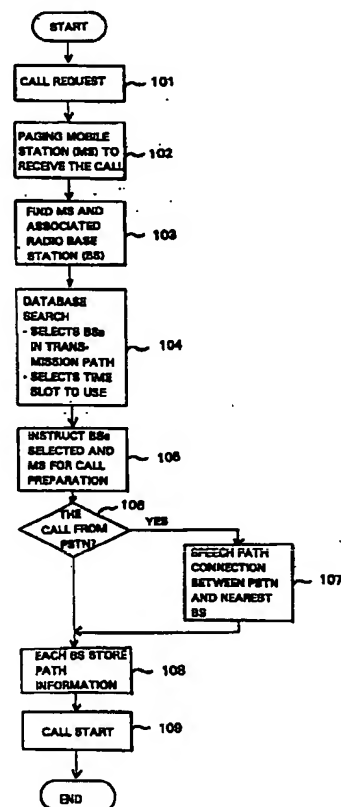 START
CALL REQUEST
101
PAGING MOBILE
STATION (MS) TO
RECEIVE THE CALL
102
FIND MS AND
ASSOCIATED
RADIO BASE
STATION (BS)
103
DATABASE
SEARCH
- SELECTS BSs
IN TRANS-
MISSION PATH
- SELECTS TIME
SLOT TO USE
104
INSTRUCT BSs
SELECTED AND
MS FOR CALL
PREPARATION
105
106
THE
CALL FROM
PSTN?
YES
SPEECH PATH
CONNECTION
BETWEEN PSTN
AND NEAREST
BS
107
EACH BS STORE
PATH
INFORMATION
108
CALL START
109
END